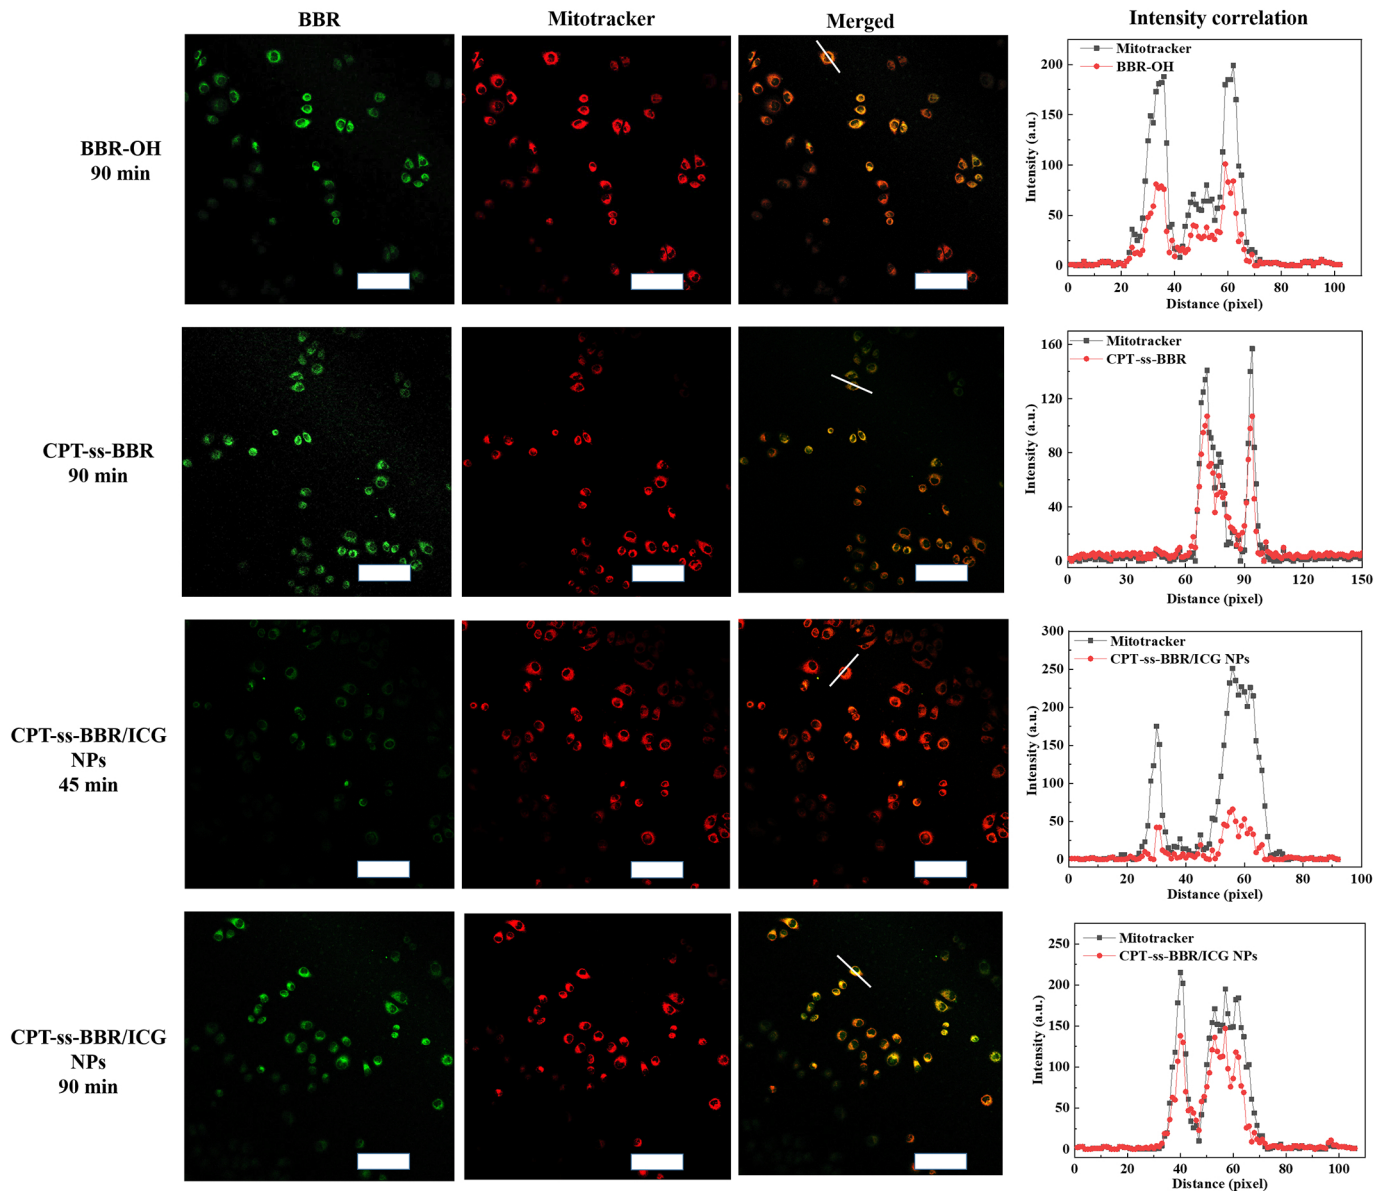 BBR
Mitotracker
Merged
Intensity correlation
BBR-OH
90 min
Mitotracker
BBR-OH
Intensity (a.u.)
200
150
100
50
0
0 20 40 60 80 100
Distance (pixel)
CPT-ss-BBR
90 min
Mitotracker
CPT-ss-BBR
Intensity (a.u.)
160
120
80
40
0
0 30 60 90 120 150
Distance (pixel)
CPT-ss-BBR/ICG
NPs
45 min
Mitotracker
CPT-ss-BBR/ICG NPs
Intensity (a.u.)
300
250
200
150
100
50
0
0 20 40 60 80 100
Distance (pixel)
CPT-ss-BBR/ICG
NPs
90 min
Mitotracker
CPT-ss-BBR/ICG NPs
Intensity (a.u.)
250
200
150
100
50
0
0 20 40 60 80 100
Distance (pixel)